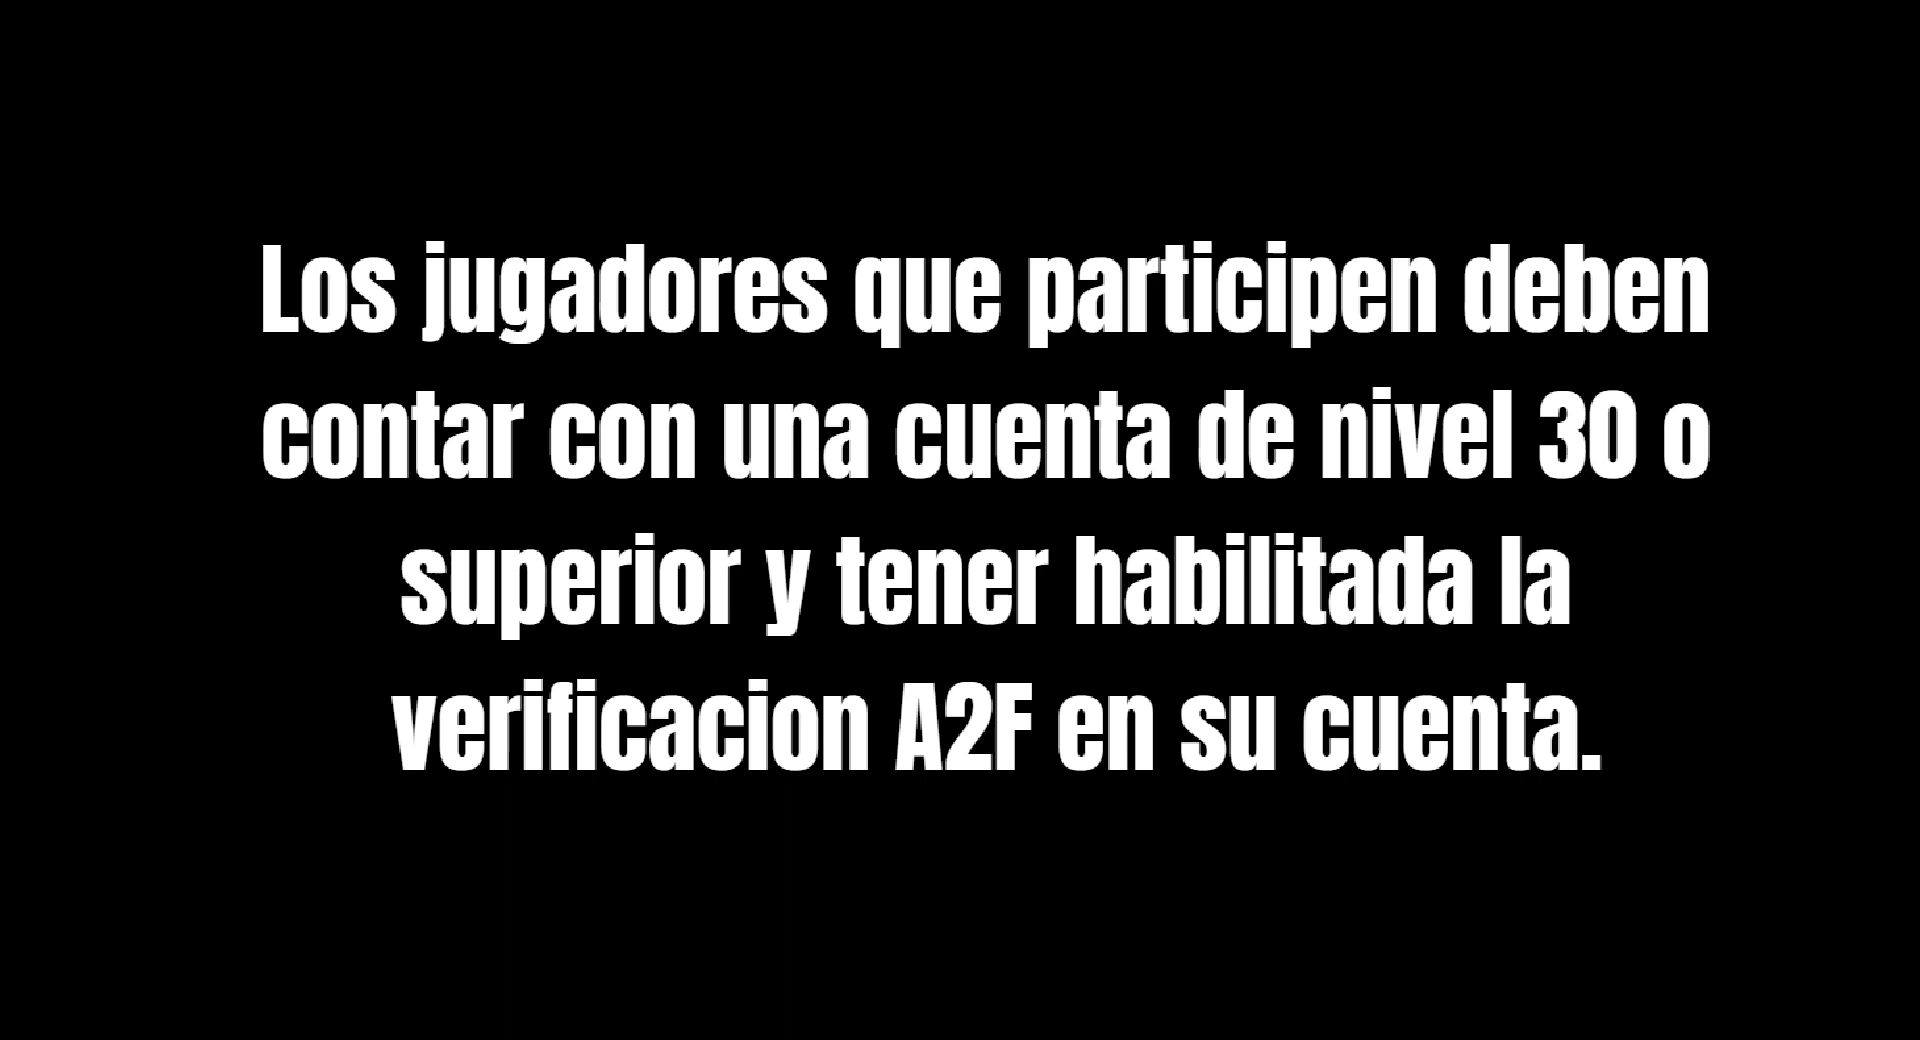 Los jugadores que participen deben
contar con una cuenta de nivel 30 o
superior y tener habilitada la
verificacion A2F en su cuenta.